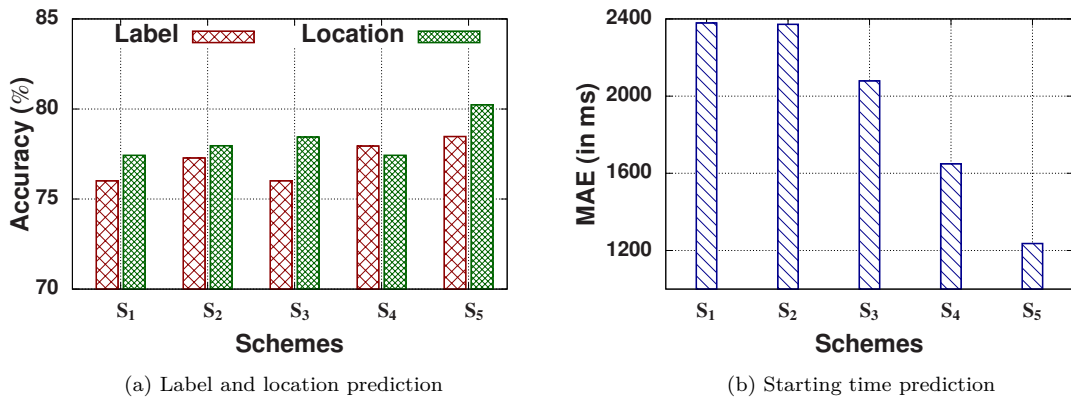 85
80
75
70
Accuracy (%)
Label
Location
S1 S2 S3 S4 S5
Schemes
(a) Label and location prediction
2400
2000
1600
1200
MAE (in ms)
S1 S2 S3 S4 S5
Schemes
(b) Starting time prediction